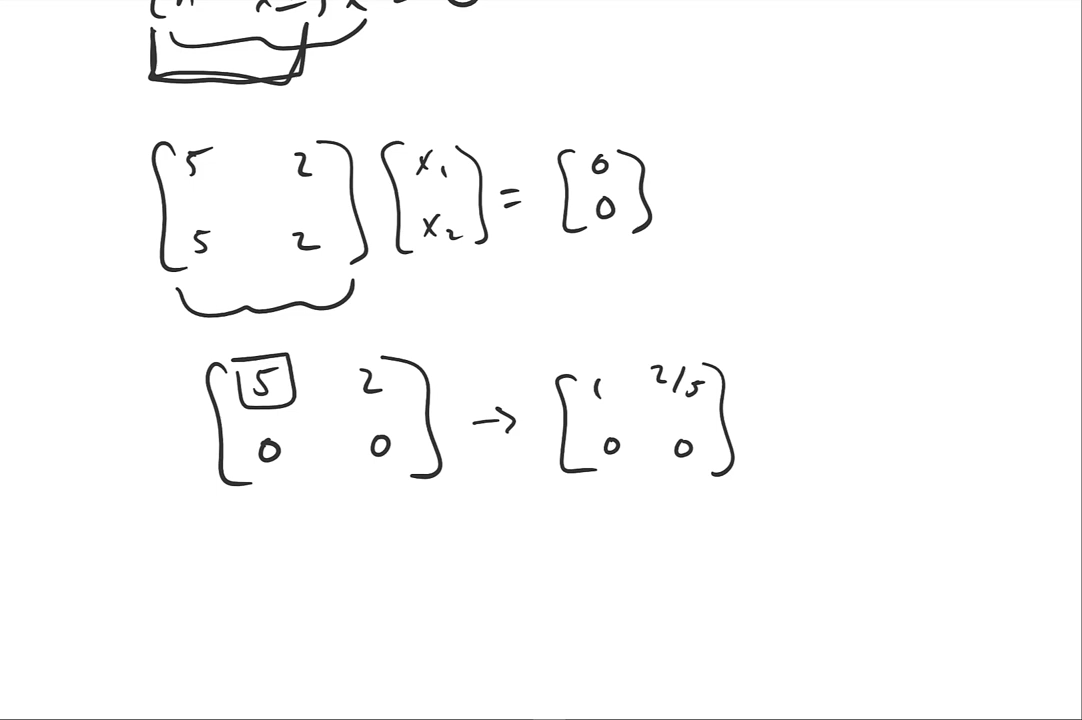 [5 2] [x₁] = [0]
[5 2] [x₂] [0]
[5 2] → [1 2/5]
[0 0] [0 0]